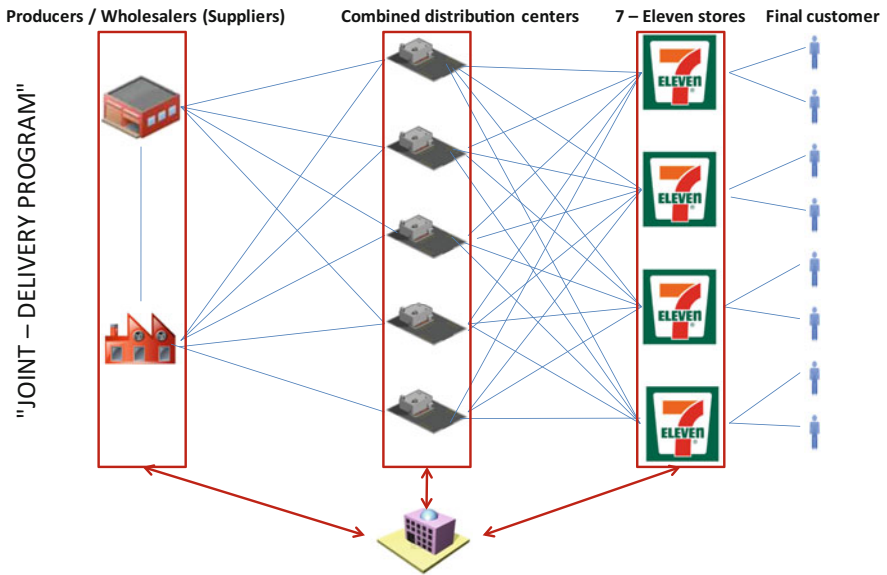 Producers / Wholesalers (Suppliers)
Combined distribution centers
7 – Eleven stores
Final customer
"JOINT – DELIVERY PROGRAM"
7
ELEVEN
7
ELEVEN
7
ELEVEN
7
ELEVEN